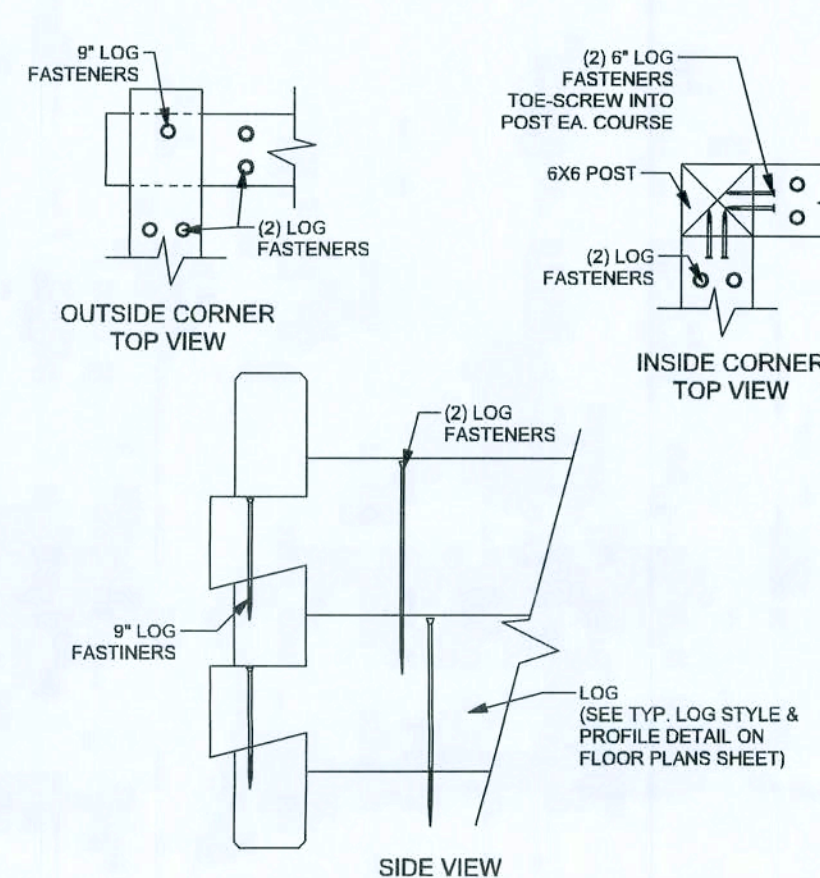 9" LOG
FASTENERS
(2) LOG
FASTENERS
OUTSIDE CORNER
TOP VIEW
(2) 6" LOG
FASTENERS
TOE-SCREW INTO
POST EA. COURSE
6X6 POST
(2) LOG
FASTENERS
INSIDE CORNER
TOP VIEW
(2) LOG
FASTENERS
9" LOG
FASTINERS
LOG
(SEE TYP. LOG STYLE &
PROFILE DETAIL ON
FLOOR PLANS SHEET)
SIDE VIEW